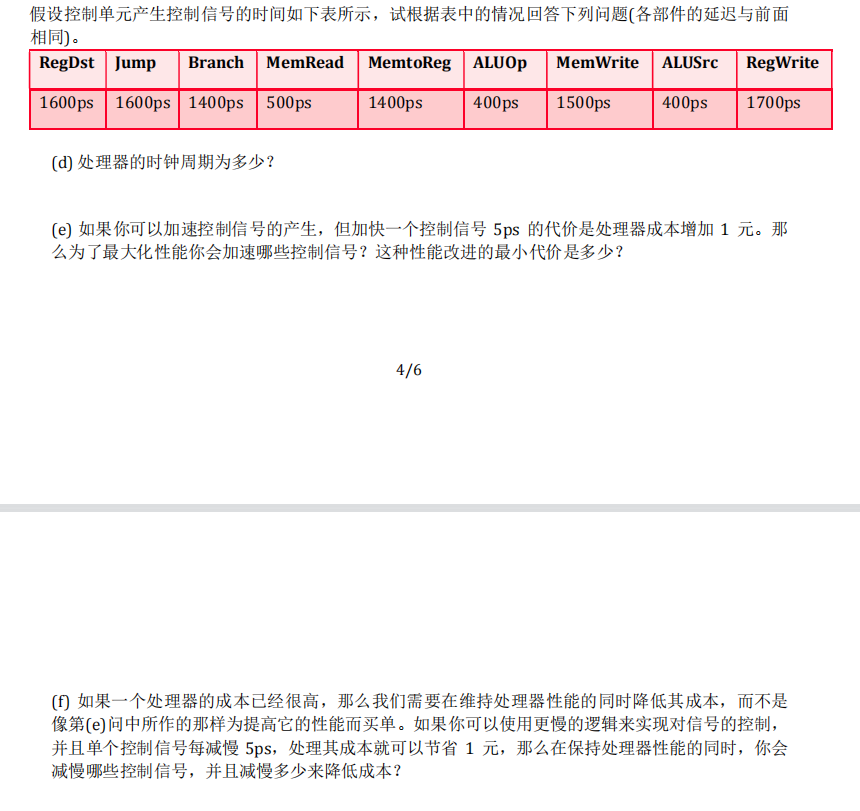 假设控制单元产生控制信号的时间如下表所示，试根据表中的情况回答下列问题(各部件的延迟与前面
相同)。
RegDst Jump Branch MemRead MemtoReg ALUOp MemWrite ALUSrc RegWrite
1600ps 1600ps 1400ps 500ps 1400ps 400ps 1500ps 400ps 1700ps
(d) 处理器的时钟周期为多少？
(e) 如果你可以加速控制信号的产生，但加快一个控制信号 5ps 的代价是处理器成本增加 1 元。那
么为了最大化性能你会加速哪些控制信号？这种性能改进的最小代价是多少？
4/6
(f) 如果一个处理器的成本已经很高，那么我们需要在维持处理器性能的同时降低其成本，而不是
像第(e)问中所作的那样为提高它的性能而买单。如果你可以使用更慢的逻辑来实现对信号的控制，
并且单个控制信号每减慢 5ps，处理其成本就可以节省 1 元，那么在保持处理器性能的同时，你会
减慢哪些控制信号，并且减慢多少来降低成本？